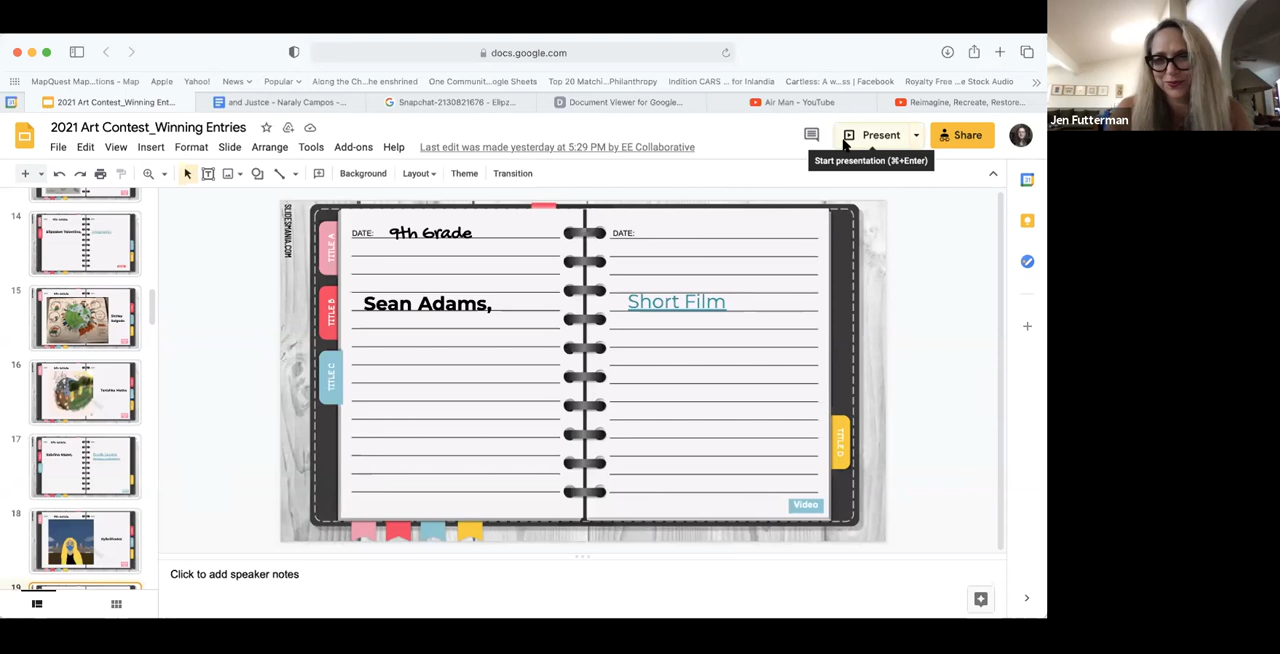 docs.google.com
MapQuest Map...tions - Map
Apple
Yahoo!
News
Popular
Along the Ch...he enshrined
One Communit...ogle Sheets
Top 20 Matchi...Philanthropy
Indition CARS ... for Inlandia
Cartless: A w...ss | Facebook
Royalty Free ...e Stock Audio
2021 Art Contest_Winning Ent...
and Justce - Naraly Campos -...
Snapchat-2130821676 - Elipz...
Document Viewer for Google...
Air Man - YouTube
Reimagine, Recreate, Restore...
Jen Futterman
2021 Art Contest_Winning Entries
Present
Share
File Edit View Insert Format Slide Arrange Tools Add-ons Help
Last edit was made yesterday at 5:29 PM by EE Collaborative
Start presentation (⌘+Enter)
Background
Layout
Theme
Transition
14
15
16
17
18
19
SLIDESMANIA.COM
TITLE A
TITLE B
TITLE C
TITLE D
DATE: 9th Grade
DATE:
Sean Adams,
Short Film
Video
Click to add speaker notes